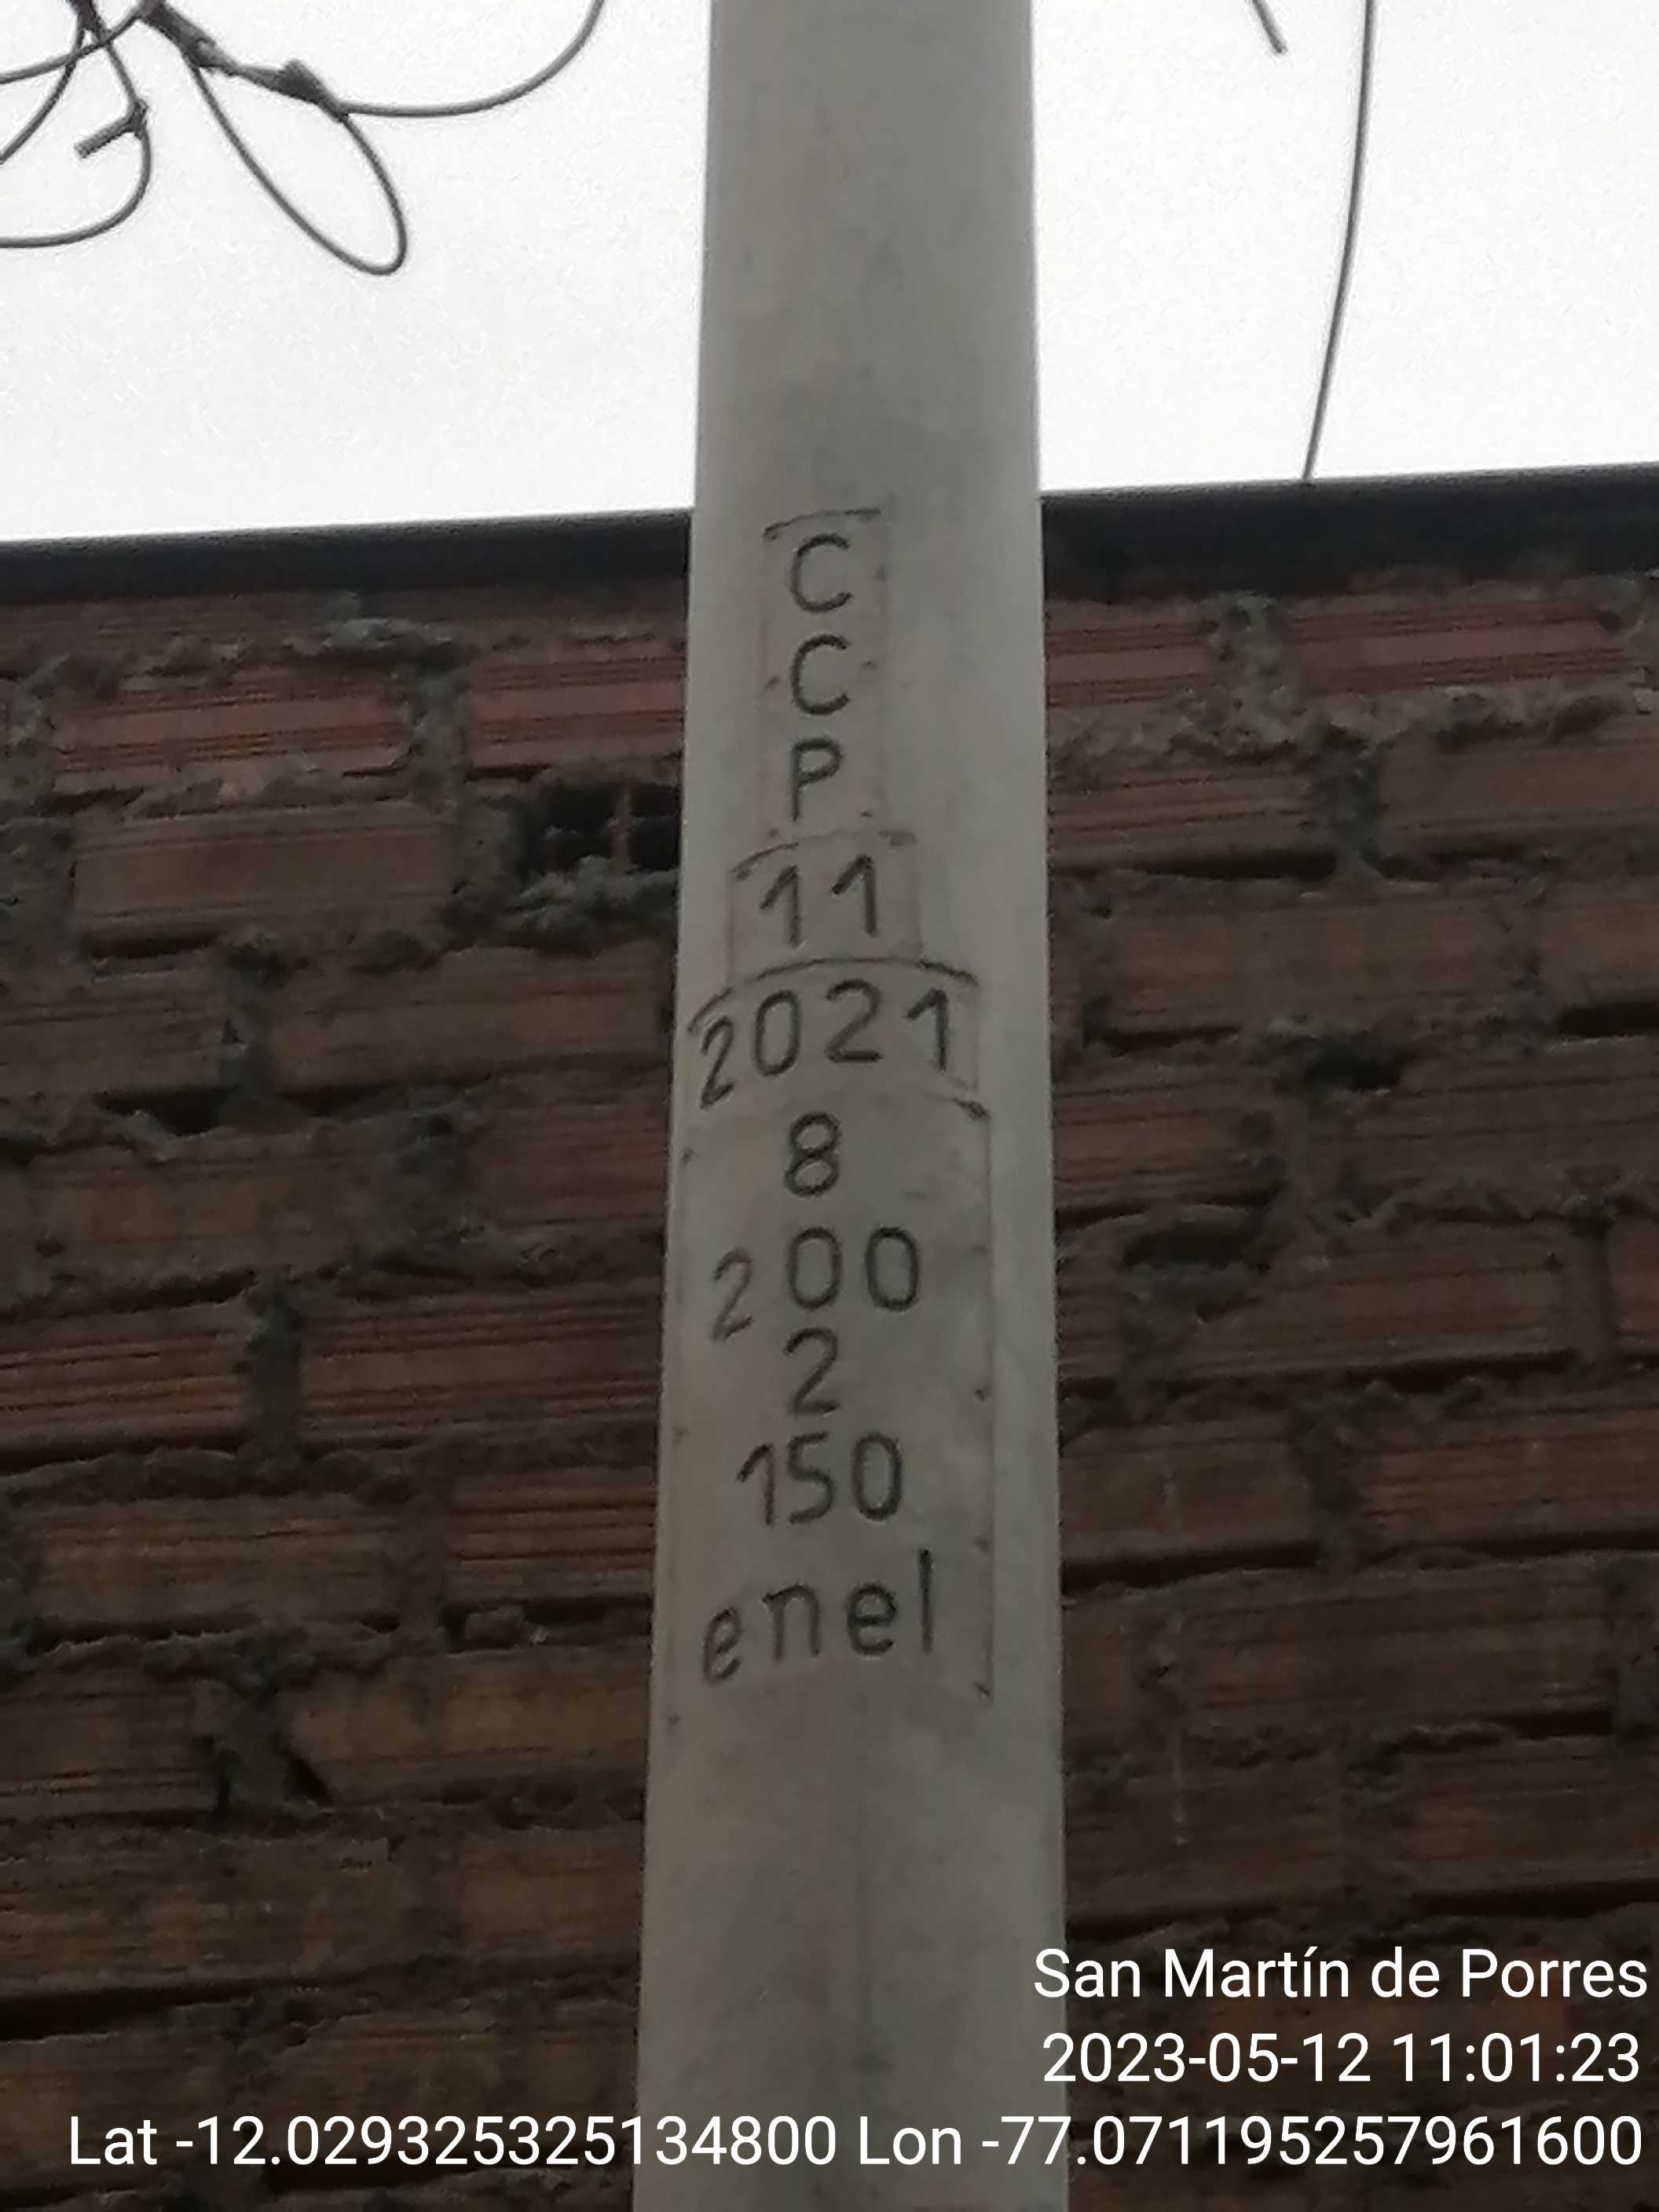 C
C
P
11
2021
8
200
2
150
enel
San Martín de Porres
2023-05-12 11:01:23
Lat -12.029325325134800 Lon -77.071195257961600